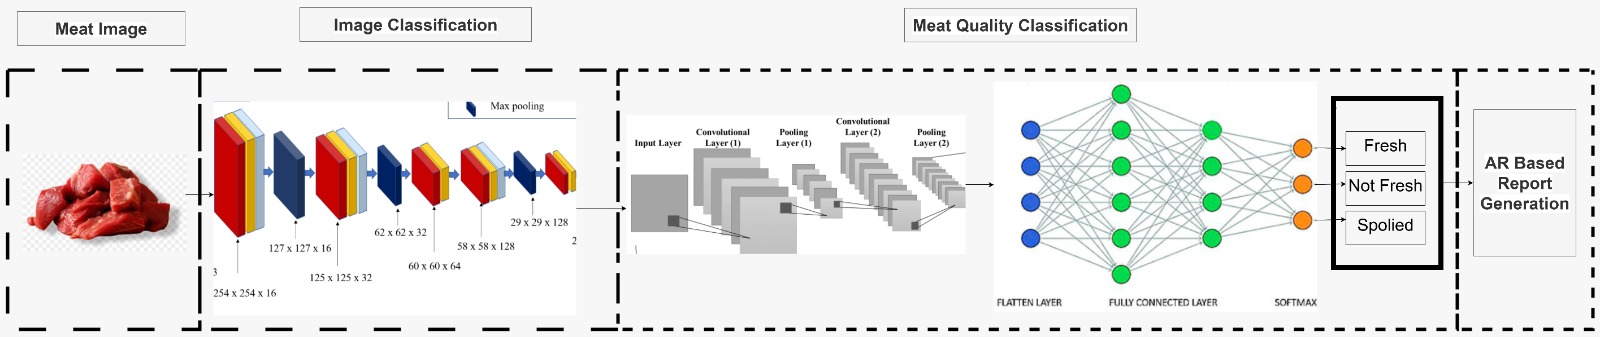 Meat Image
Image Classification
Meat Quality Classification
Max pooling
3
254 x 254 x 16
127 x 127 x 16
125 x 125 x 32
62 x 62 x 32
60 x 60 x 64
58 x 58 x 128
29 x 29 x 128
2
Input Layer
Convolutional
Layer (1)
Pooling
Layer (1)
Convolutional
Layer (2)
Pooling
Layer (2)
FLATTEN LAYER
FULLY CONNECTED LAYER
SOFTMAX
Fresh
Not Fresh
Spolied
AR Based
Report
Generation